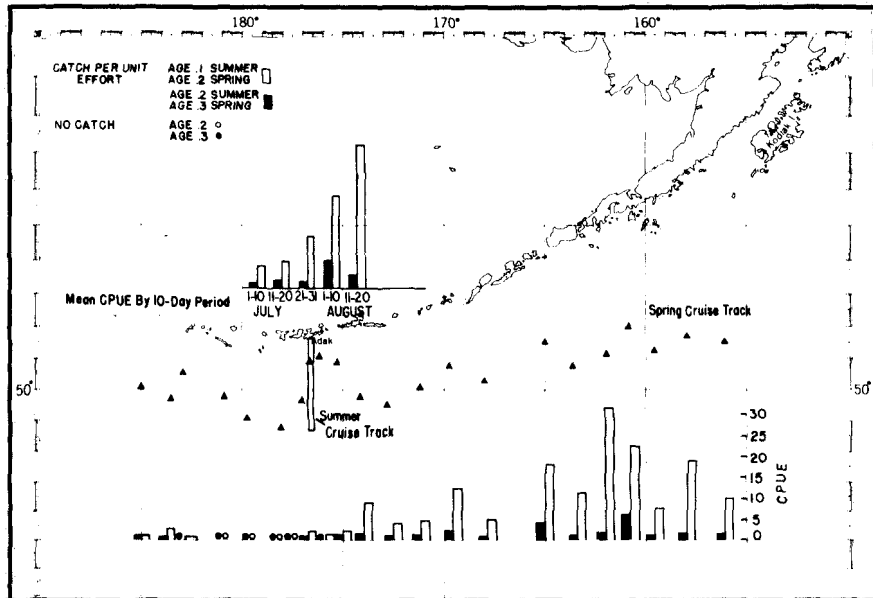 180° 170° 160°
CATCH PER UNIT EFFORT
AGE .1 SUMMER
AGE .2 SPRING
AGE .2 SUMMER
AGE .3 SPRING
NO CATCH
AGE .2
AGE .3
Kodiak I.
Mean CPUE By 10-Day Period
1-10 11-20 21-31 1-10 11-20
JULY AUGUST
Adak
Spring Cruise Track
50° 50°
Summer
Cruise Track
30
25
20
15
10
5
0
CPUE